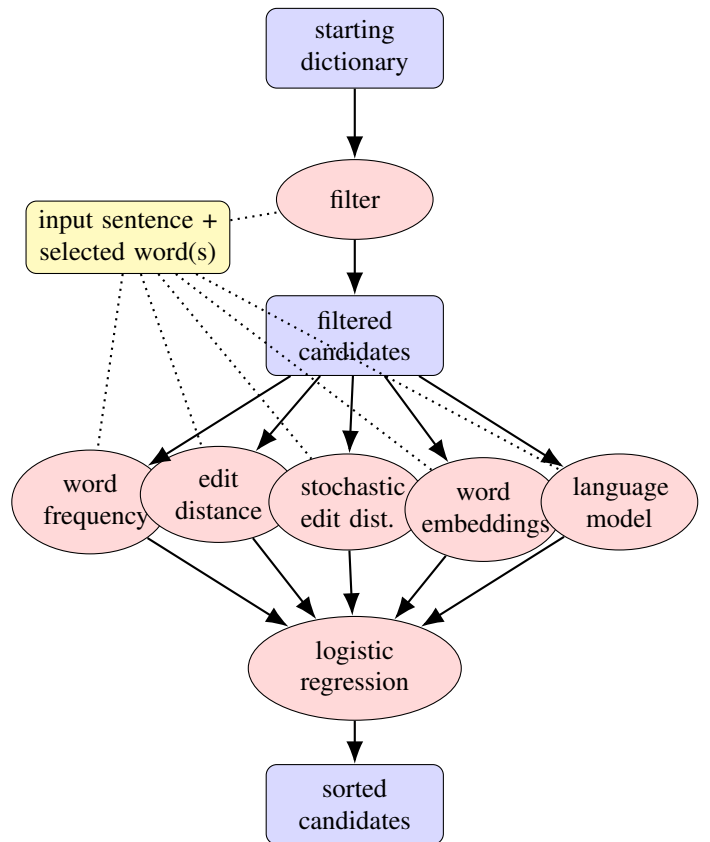 starting
dictionary
filter
input sentence +
selected word(s)
filtered
candidates
word
frequency
edit
distance
stochastic
edit dist.
word
embeddings
language
model
logistic
regression
sorted
candidates